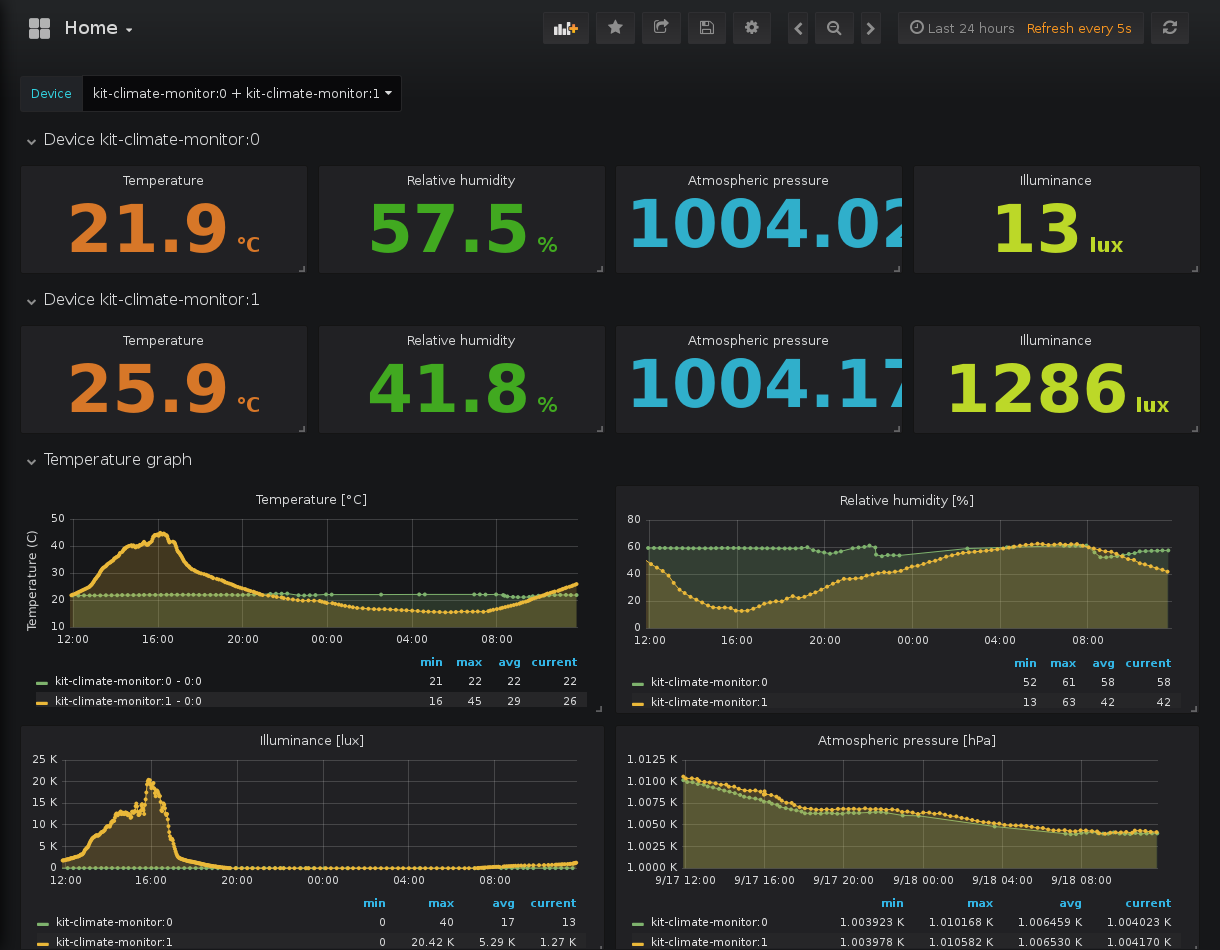 Home
Last 24 hours Refresh every 5s
Device kit-climate-monitor:0 + kit-climate-monitor:1
Device kit-climate-monitor:0
Temperature Relative humidity Atmospheric pressure Illuminance
21.9 °C 57.5 % 1004.02 13 lux
Device kit-climate-monitor:1
Temperature Relative humidity Atmospheric pressure Illuminance
25.9 °C 41.8 % 1004.17 1286 lux
Temperature graph
Temperature [°C]
Temperature (C)
50
40
30
20
10
12:00 16:00 20:00 00:00 04:00 08:00
min max avg current
kit-climate-monitor:0 - 0:0 21 22 22 22
kit-climate-monitor:1 - 0:0 16 45 29 26
Relative humidity [%]
80
60
40
20
0
12:00 16:00 20:00 00:00 04:00 08:00
min max avg current
kit-climate-monitor:0 52 61 58 58
kit-climate-monitor:1 13 63 42 42
Illuminance [lux]
25 K
20 K
15 K
10 K
5 K
0
12:00 16:00 20:00 00:00 04:00 08:00
min max avg current
kit-climate-monitor:0 0 40 17 13
kit-climate-monitor:1 0 20.42 K 5.29 K 1.27 K
Atmospheric pressure [hPa]
1.0125 K
1.0100 K
1.0075 K
1.0050 K
1.0025 K
1.0000 K
9/17 12:00 9/17 16:00 9/17 20:00 9/18 00:00 9/18 04:00 9/18 08:00
min max avg current
kit-climate-monitor:0 1.003923 K 1.010168 K 1.006459 K 1.004023 K
kit-climate-monitor:1 1.003978 K 1.010582 K 1.006530 K 1.004170 K